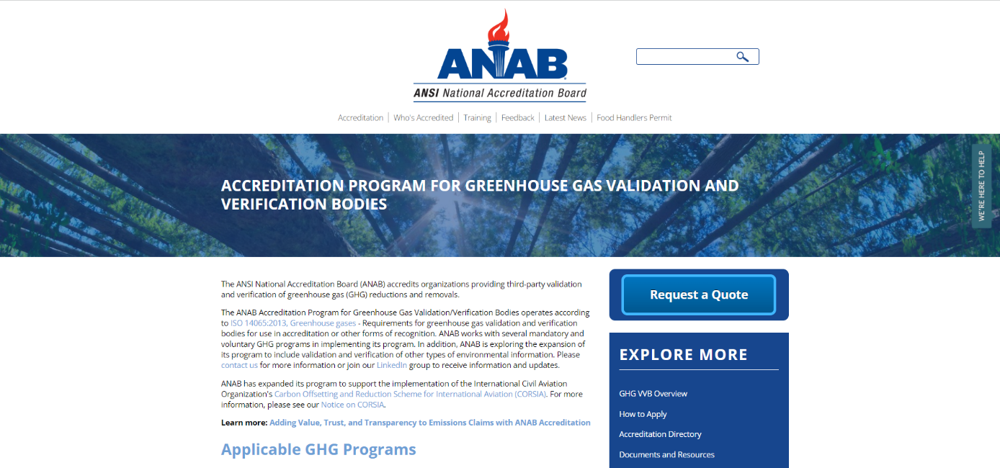 ANAB
ANSI National Accreditation Board
Accreditation | Who's Accredited | Training | Feedback | Latest News | Food Handlers Permit
WE'RE HERE TO HELP
ACCREDITATION PROGRAM FOR GREENHOUSE GAS VALIDATION AND
VERIFICATION BODIES
The ANSI National Accreditation Board (ANAB) accredits organizations providing third-party validation
and verification of greenhouse gas (GHG) reductions and removals.
The ANAB Accreditation Program for Greenhouse Gas Validation/Verification Bodies operates according
to ISO 14065:2013, Greenhouse gases - Requirements for greenhouse gas validation and verification
bodies for use in accreditation or other forms of recognition. ANAB works with several mandatory and
voluntary GHG programs in implementing its program. In addition, ANAB is exploring the expansion of
its program to include validation and verification of other types of environmental information. Please
contact us for more information or join our LinkedIn group to receive information and updates.
ANAB has expanded its program to support the implementation of the International Civil Aviation
Organization's Carbon Offsetting and Reduction Scheme for International Aviation (CORSIA). For more
information, please see our Notice on CORSIA.
Learn more: Adding Value, Trust, and Transparency to Emissions Claims with ANAB Accreditation
Applicable GHG Programs
Request a Quote
EXPLORE MORE
GHG VVB Overview
How to Apply
Accreditation Directory
Documents and Resources